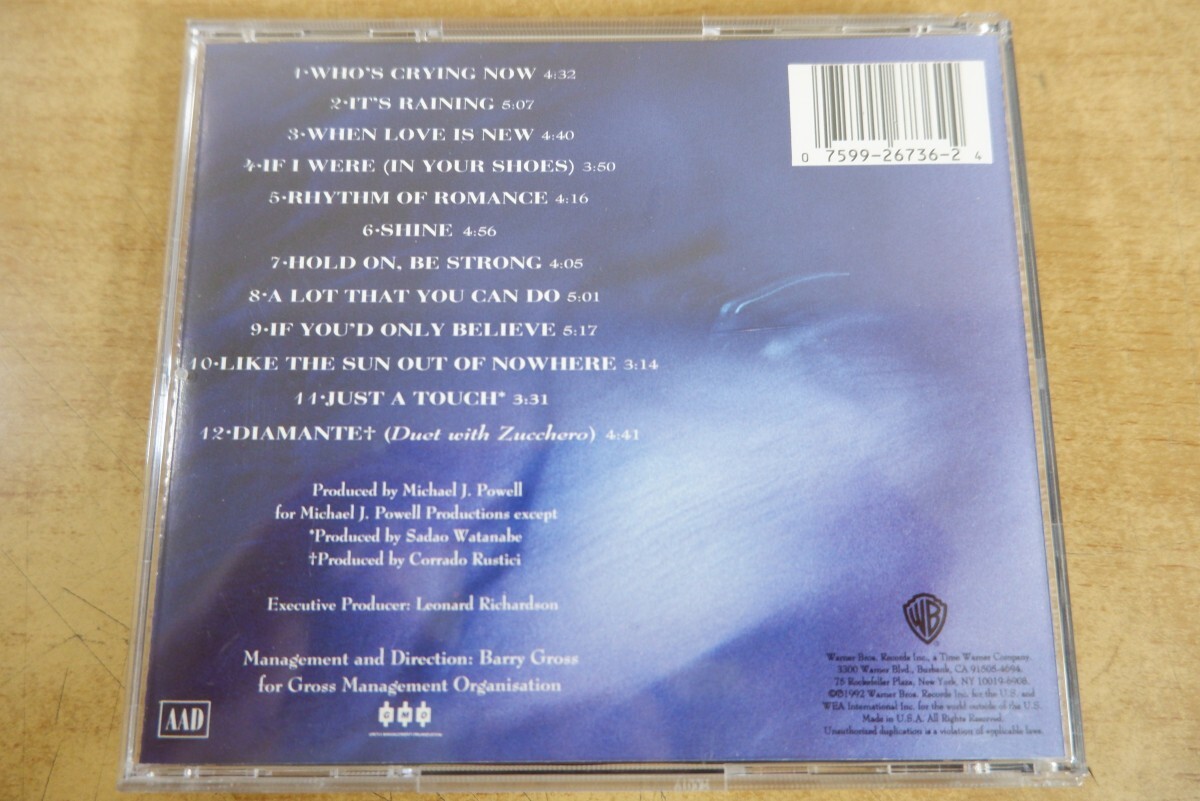 1·WHO'S CRYING NOW 4:32
2·IT'S RAINING 5:07
3·WHEN LOVE IS NEW 4:40
4·IF I WERE (IN YOUR SHOES) 3:50
5·RHYTHM OF ROMANCE 4:16
6·SHINE 4:56
7·HOLD ON, BE STRONG 4:05
8·A LOT THAT YOU CAN DO 5:01
9·IF YOU'D ONLY BELIEVE 5:17
10·LIKE THE SUN OUT OF NOWHERE 3:14
11·JUST A TOUCH* 3:31
12·DIAMANTE† (Duet with Zucchero) 4:41
0 7599-26736-2 4
Produced by Michael J. Powell
for Michael J. Powell Productions except
*Produced by Sadao Watanabe
†Produced by Corrado Rustici
Executive Producer: Leonard Richardson
Management and Direction: Barry Gross
for Gross Management Organisation
AAD
GMO
WB
Warner Bros. Records Inc., a Time Warner Company.
3300 Warner Blvd., Burbank, CA 91505-4694.
75 Rockefeller Plaza, New York, NY 10019-6908.
©℗1992 Warner Bros. Records Inc. for the U.S. and
WEA International Inc. for the world outside of the U.S.
Made in U.S.A. All Rights Reserved.
Unauthorized duplication is a violation of applicable laws.